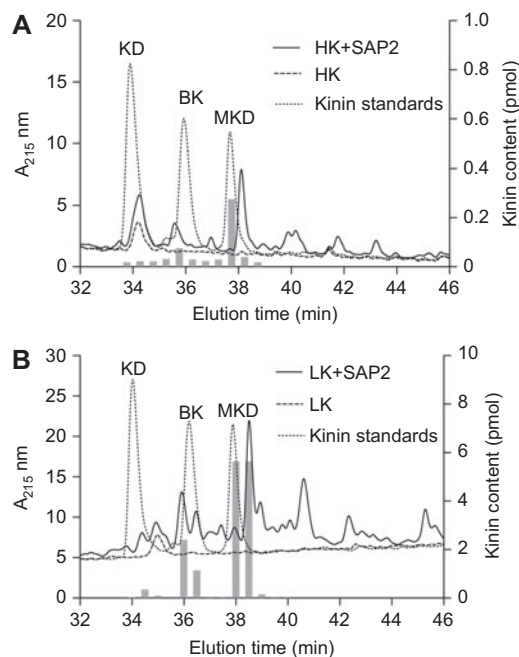 A
20
15
10
5
0
A215 nm
KD
BK
MKD
HK+SAP2
HK
Kinin standards
1.0
0.8
0.6
0.4
0.2
0
Kinin content (pmol)
32 34 36 38 40 42 44 46
Elution time (min)
B
30
25
20
15
10
5
0
A215 nm
KD
BK
MKD
LK+SAP2
LK
Kinin standards
10
8
6
4
2
0
Kinin content (pmol)
32 34 36 38 40 42 44 46
Elution time (min)